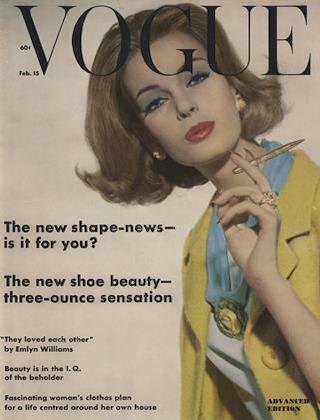 VOGUE
60¢
Feb. 15
The new shape-news—
is it for you?
The new shoe beauty—
three-ounce sensation
"They loved each other"
by Emlyn Williams
Beauty is in the I. Q.
of the beholder
Fascinating woman's clothes plan
for a life centred around her own house
ADVANCED
EDITION